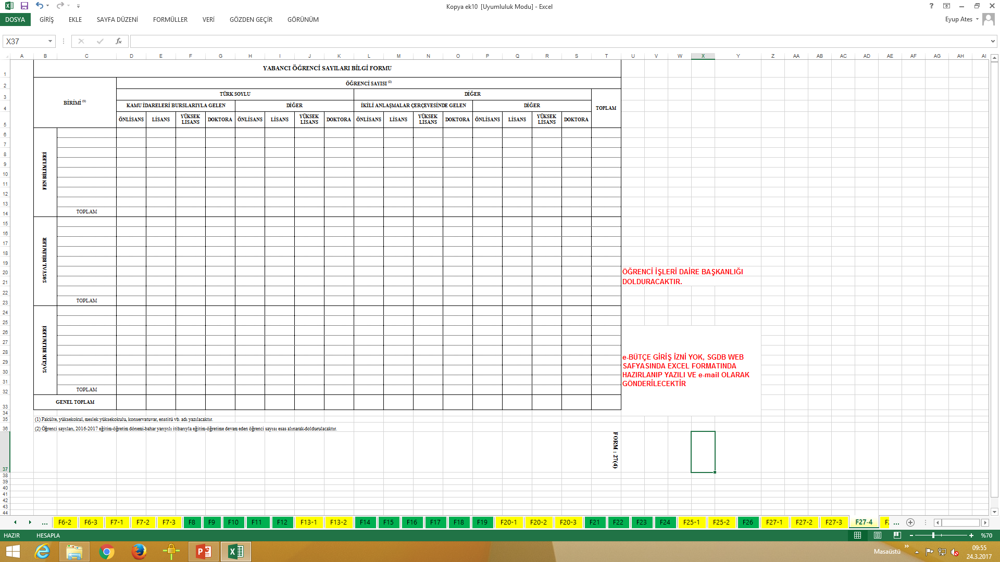 Kopya ek10  [Uyumluluk Modu] - Excel
DOSYA GİRİŞ EKLE SAYFA DÜZENİ FORMÜLLER VERİ GÖZDEN GEÇİR GÖRÜNÜM
Eyup Ates
X37
fx
A B C D E F G H I J K L M N O P Q R S T U V W X Y Z AA AB AC AD AE AF AG AH AI
1
YABANCI ÖĞRENCİ SAYILARI BİLGİ FORMU
2
ÖĞRENCİ SAYISI (2)
BİRİMİ (1)
3
TÜRK SOYLU DİĞER
TOPLAM
4
KAMU İDARELERİ BURSLARIYLA GELEN DİĞER İKİLİ ANLAŞMALAR ÇERÇEVESİNDE GELEN DİĞER
5
ÖNLİSANS LİSANS YÜKSEK LİSANS DOKTORA ÖNLİSANS LİSANS YÜKSEK LİSANS DOKTORA ÖNLİSANS LİSANS YÜKSEK LİSANS DOKTORA ÖNLİSANS LİSANS YÜKSEK LİSANS DOKTORA
FEN BİLİMLERİ
6
7
8
9
10
11
12
13
14
TOPLAM
SOSYAL BİLİMLER
15
16
17
18
19
20
21
22
23
TOPLAM
ÖĞRENCİ İŞLERİ DAİRE BAŞKANLIĞI
DOLDURACAKTIR.
SAĞLIK BİLİMLERİ
24
25
26
27
28
29
30
31
32
TOPLAM
e-BÜTÇE GİRİŞ İZNİ YOK, SGDB WEB
SAFYASINDA EXCEL FORMATINDA
HAZIRLANIP YAZILI VE e-mail OLARAK
GÖNDERİLECEKTİR
33
GENEL TOPLAM
34
35
(1) Fakülte, yüksekokul, meslek yüksekokulu, konservatuvar, enstitü vb. adı yazılacaktır.
36
(2) Öğrenci sayıları, 2016-2017 eğitim-öğretim dönemi-bahar yarıyılı itibarıyla eğitim-öğretime devam eden öğrenci sayısı esas alınarak-doldurulacaktır.
FORM : 27(4)
37
38
39
40
41
42
43
44
... F6-2 F6-3 F7-1 F7-2 F7-3 F8 F9 F10 F11 F12 F13-1 F13-2 F14 F15 F16 F17 F18 F19 F20-1 F20-2 F20-3 F21 F22 F23 F24 F25-1 F25-2 F26 F27-1 F27-2 F27-3 F27-4 ...
HAZIR HESAPLA %70
Masaüstü
09:55
24.3.2017